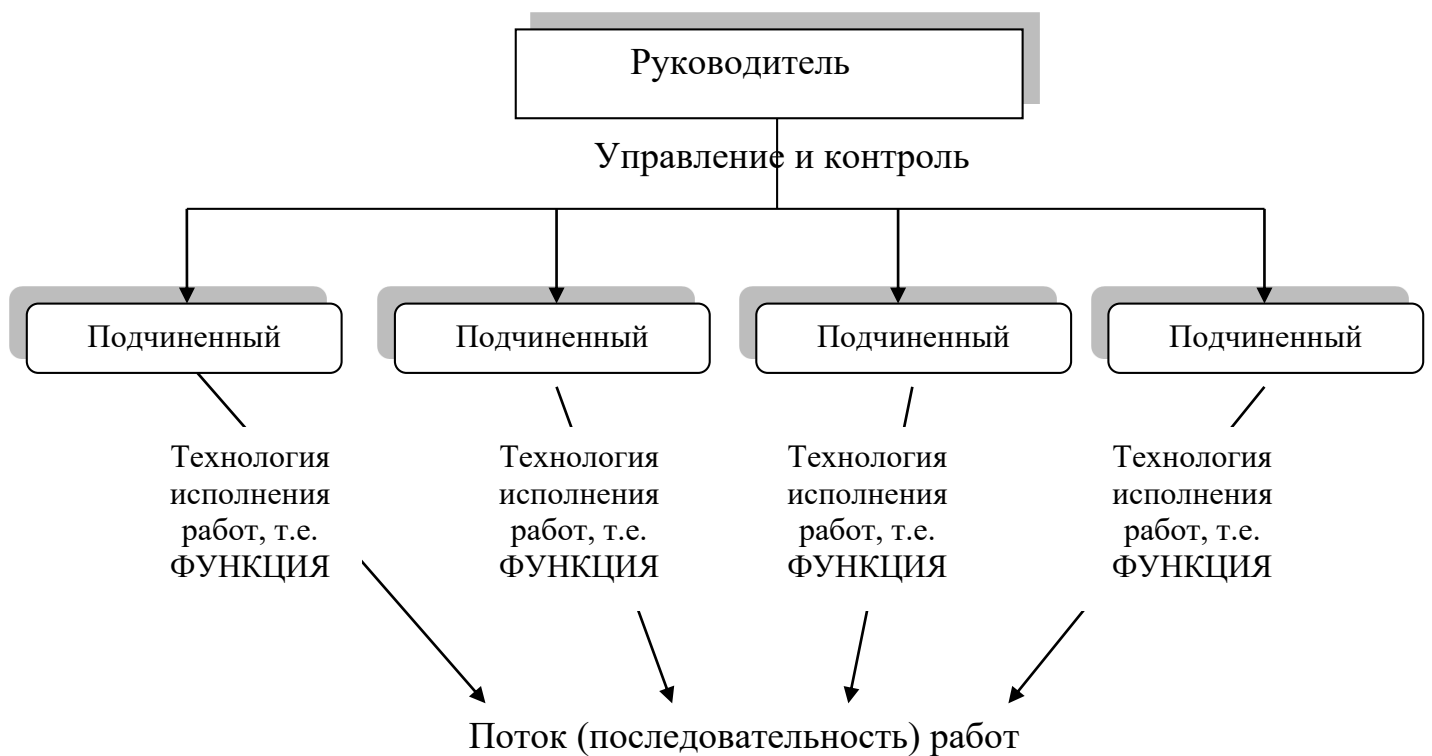 Руководитель
Управление и контроль
Подчиненный
Подчиненный
Подчиненный
Подчиненный
Технология
исполнения
работ, т.е.
ФУНКЦИЯ
Технология
исполнения
работ, т.е.
ФУНКЦИЯ
Технология
исполнения
работ, т.е.
ФУНКЦИЯ
Технология
исполнения
работ, т.е.
ФУНКЦИЯ
Поток (последовательность) работ